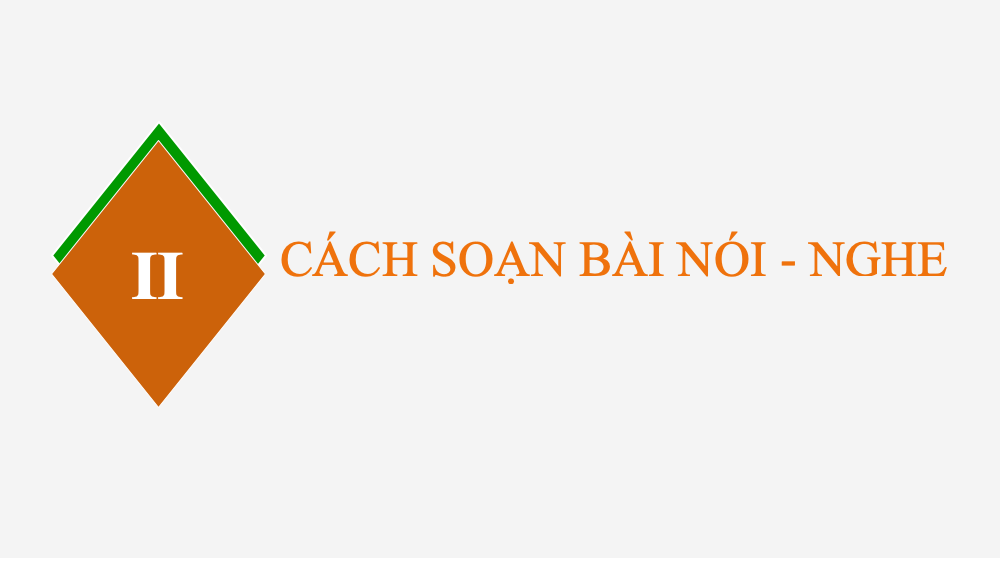 II
CÁCH SOẠN BÀI NÓI - NGHE